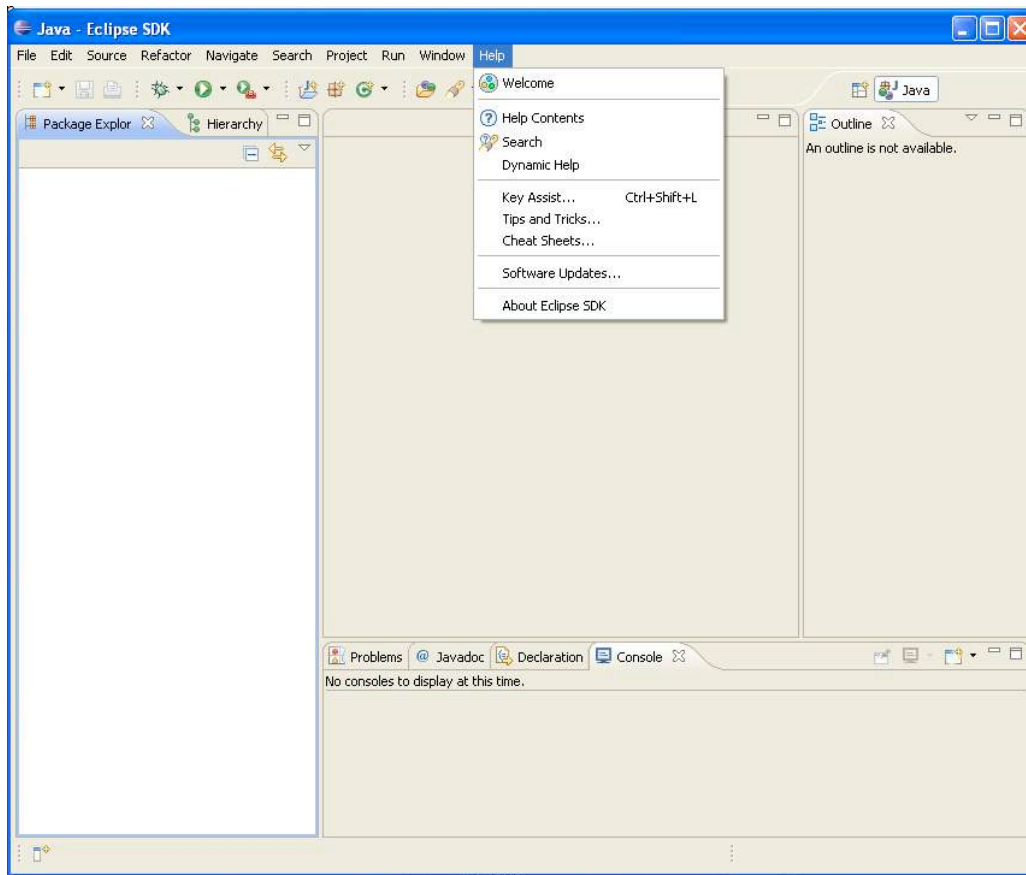 Java - Eclipse SDK
File Edit Source Refactor Navigate Search Project Run Window Help
Java
Package Explor Hierarchy
Outline
An outline is not available.
Welcome
Help Contents
Search
Dynamic Help
Key Assist... Ctrl+Shift+L
Tips and Tricks...
Cheat Sheets...
Software Updates...
About Eclipse SDK
Problems @ Javadoc Declaration Console
No consoles to display at this time.